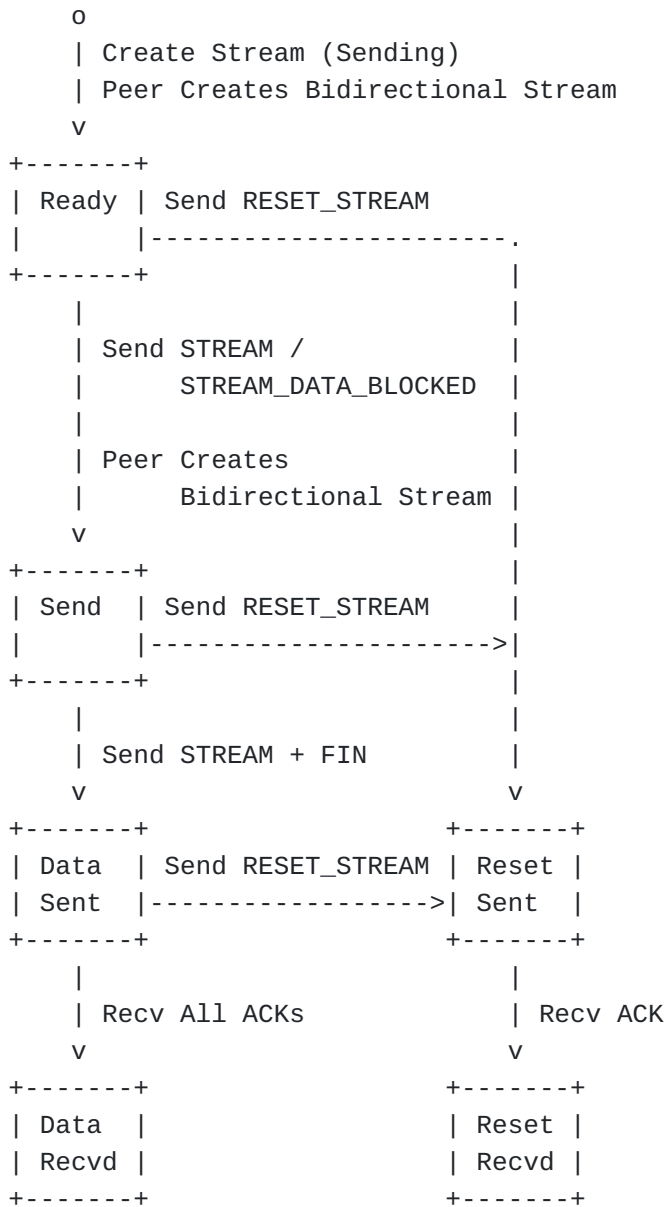 o
| Create Stream (Sending)
| Peer Creates Bidirectional Stream
v
+-------+
| Ready | Send RESET_STREAM
|       |-----------------------.
+-------+                       |
    |                           |
    | Send STREAM /             |
    |      STREAM_DATA_BLOCKED  |
    |                           |
    | Peer Creates              |
    |      Bidirectional Stream |
    v                           |
+-------+                       |
| Send  | Send RESET_STREAM     |
|       |---------------------->|
+-------+                       |
    |                           |
    | Send STREAM + FIN         |
    v                           v
+-------+                   +-------+
| Data  | Send RESET_STREAM | Reset |
| Sent  |------------------>| Sent  |
+-------+                   +-------+
    |                           |
    | Recv All ACKs             | Recv ACK
    v                           v
+-------+                   +-------+
| Data  |                   | Reset |
| Recvd |                   | Recvd |
+-------+                   +-------+